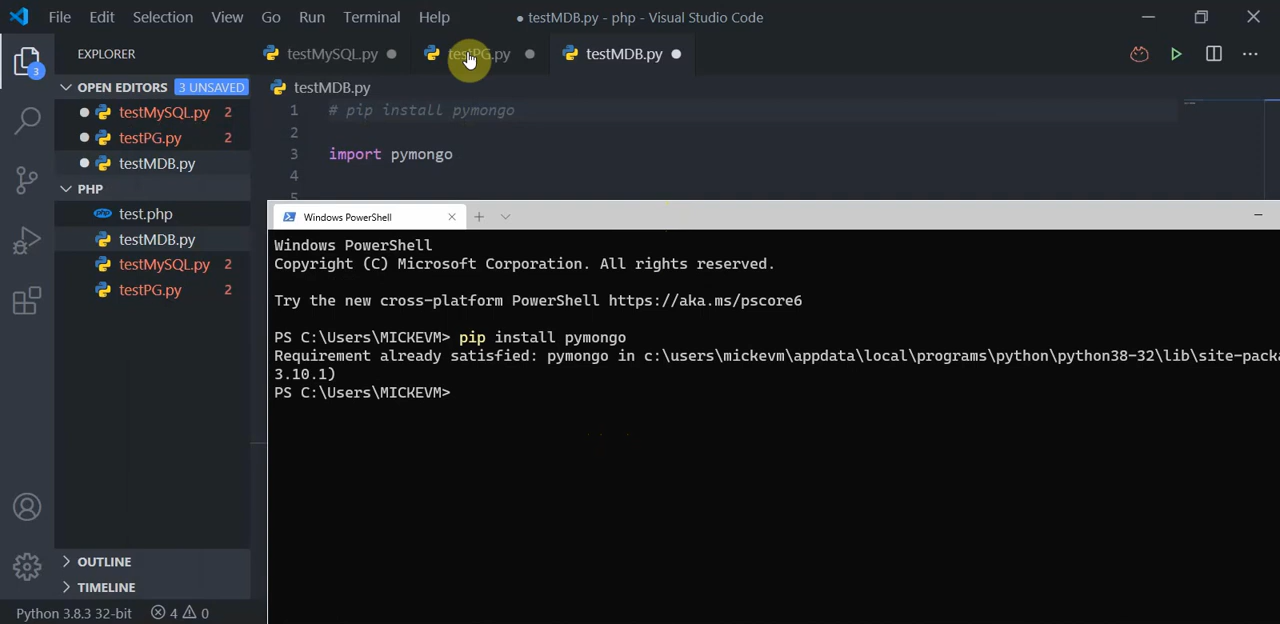 File Edit Selection View Go Run Terminal Help
● testMDB.py - php - Visual Studio Code
EXPLORER
testMySQL.py
testMDB.py
3
OPEN EDITORS 3 UNSAVED
testMySQL.py 2
testPG.py 2
testMDB.py
PHP
php test.php
testMDB.py
testMySQL.py 2
testPG.py 2
OUTLINE
TIMELINE
Python 3.8.3 32-bit 4 0
testMDB.py
1 # pip install pymongo
2
3 import pymongo
4
5
Windows PowerShell
Windows PowerShell
Copyright (C) Microsoft Corporation. All rights reserved.
Try the new cross-platform PowerShell https://aka.ms/pscore6
PS C:\Users\MICKEVM> pip install pymongo
Requirement already satisfied: pymongo in c:\users\mickevm\appdata\local\programs\python\python38-32\lib\site-pack
3.10.1)
PS C:\Users\MICKEVM>